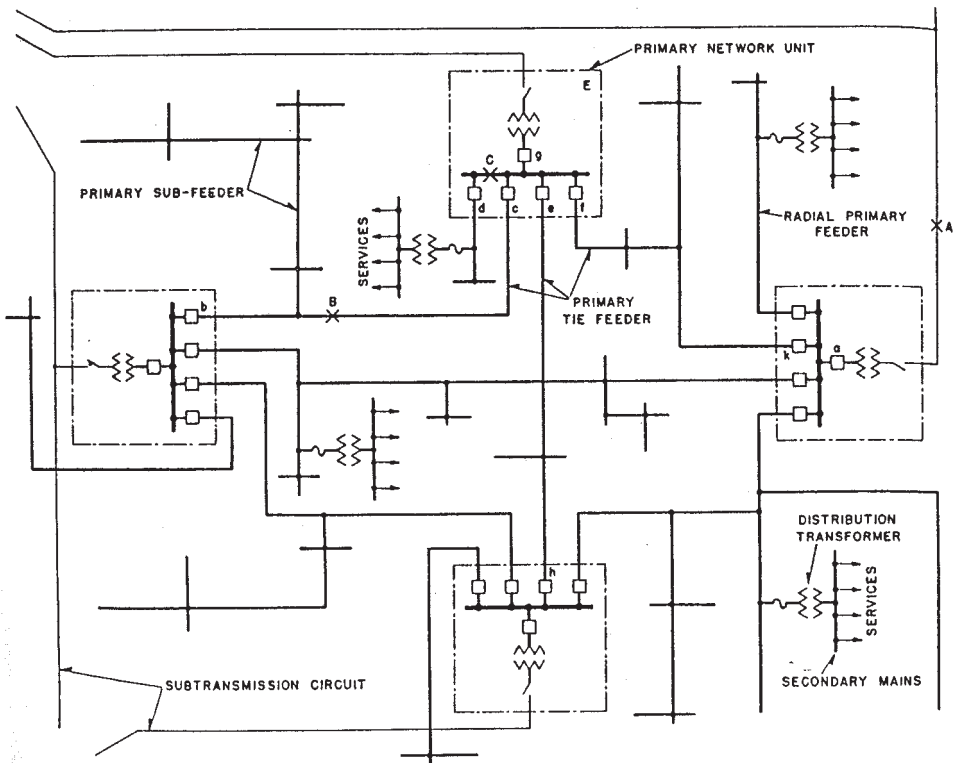 PRIMARY NETWORK UNIT
E
g
C
d
c
e
f
PRIMARY SUB-FEEDER
SERVICES
RADIAL PRIMARY
FEEDER
A
PRIMARY
TIE FEEDER
b
B
k
a
DISTRIBUTION
TRANSFORMER
h
SERVICES
SUBTRANSMISSION CIRCUIT
SECONDARY MAINS